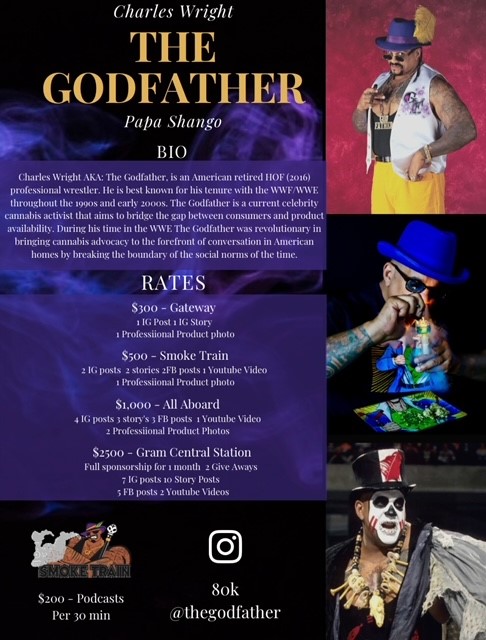 Charles Wright
THE
GODFATHER
Papa Shango
BIO
Charles Wright AKA: The Godfather, is an American retired HOF (2016)
professional wrestler. He is best known for his tenure with the WWF/WWE
throughout the 1990s and early 2000s. The Godfather is a current celebrity
cannabis activist that aims to bridge the gap between consumers and product
availability. During his time in the WWE The Godfather was revolutionary in
bringing cannabis advocacy to the forefront of conversation in American
homes by breaking the boundary of the social norms of the time.
RATES
$300 - Gateway
1 IG Post 1 IG Story
1 Professional Product photo
$500 - Smoke Train
2 IG posts 2 stories 2FB posts 1 Youtube Video
1 Professional Product photo
$1,000 - All Aboard
4 IG posts 3 story's 3 FB posts 1 Youtube Video
2 Professional Product Photos
$2500 - Gram Central Station
Full sponsorship for 1 month 2 Give Aways
7 IG posts 10 Story Posts
5 FB posts 2 Youtube Videos
SMOKE TRAIN
$200 - Podcasts
Per 30 min
80k
@thegodfather